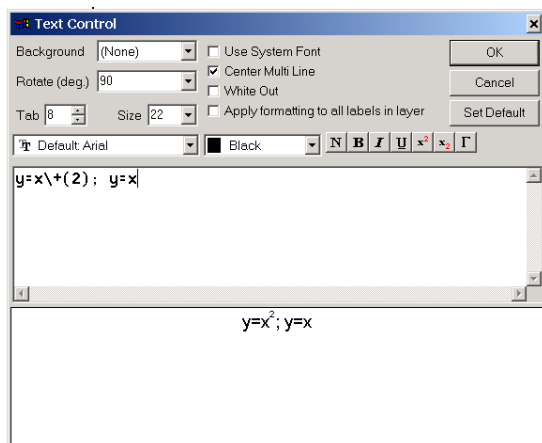 Text Control
Background (None) Use System Font OK
Center Multi Line
Rotate (deg.) 90 White Out Cancel
Tab 8 Size 22 Apply formatting to all labels in layer Set Default
Default: Arial Black N B I U x² x₂ Γ
y=x\+(2); y=x
y=x²; y=x